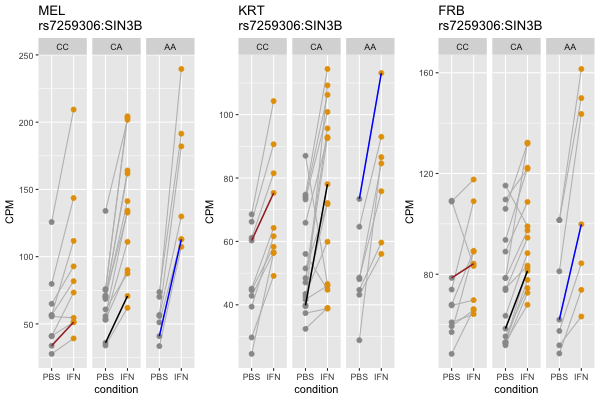 MEL
rs7259306:SIN3B
CC CA AA
CPM
250
200
150
100
50
PBS IFN PBS IFN PBS IFN
condition
KRT
rs7259306:SIN3B
CC CA AA
CPM
100
80
60
40
PBS IFN PBS IFN PBS IFN
condition
FRB
rs7259306:SIN3B
CC CA AA
CPM
160
120
80
PBS IFN PBS IFN PBS IFN
condition